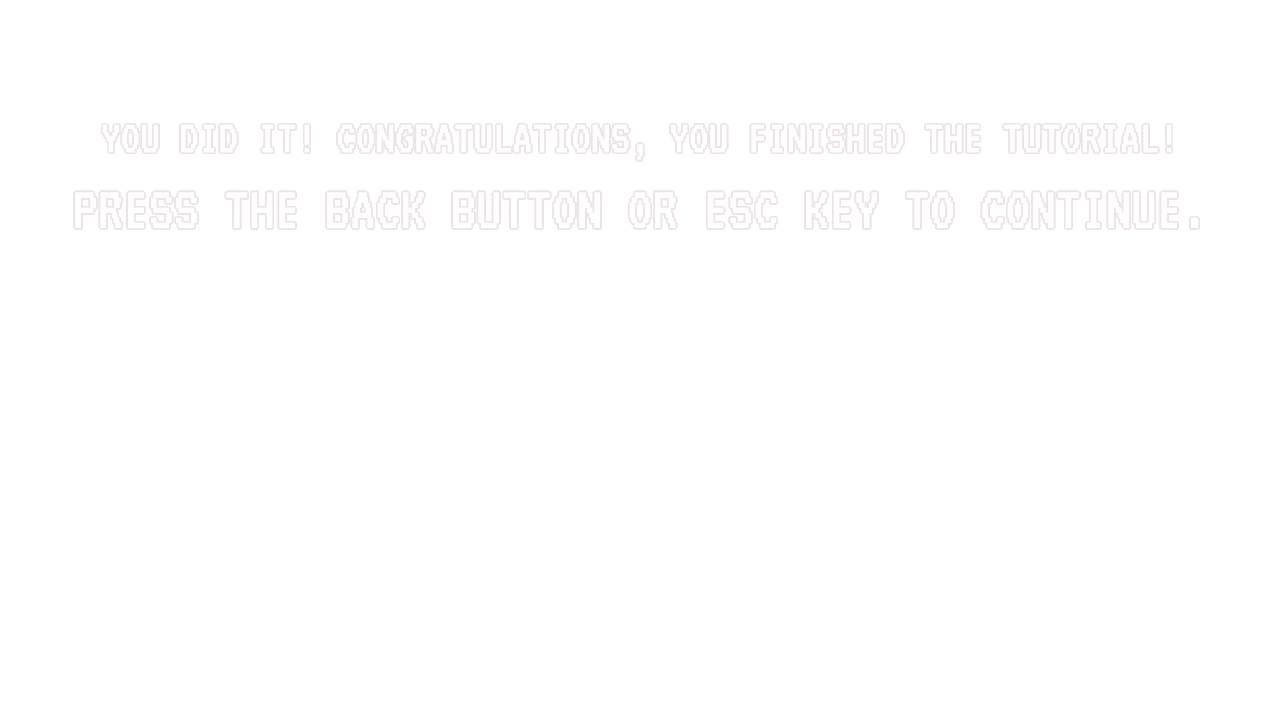 YOU DID IT! CONGRATULATIONS, YOU FINISHED THE TUTORIAL!
PRESS THE BACK BUTTON OR ESC KEY TO CONTINUE.